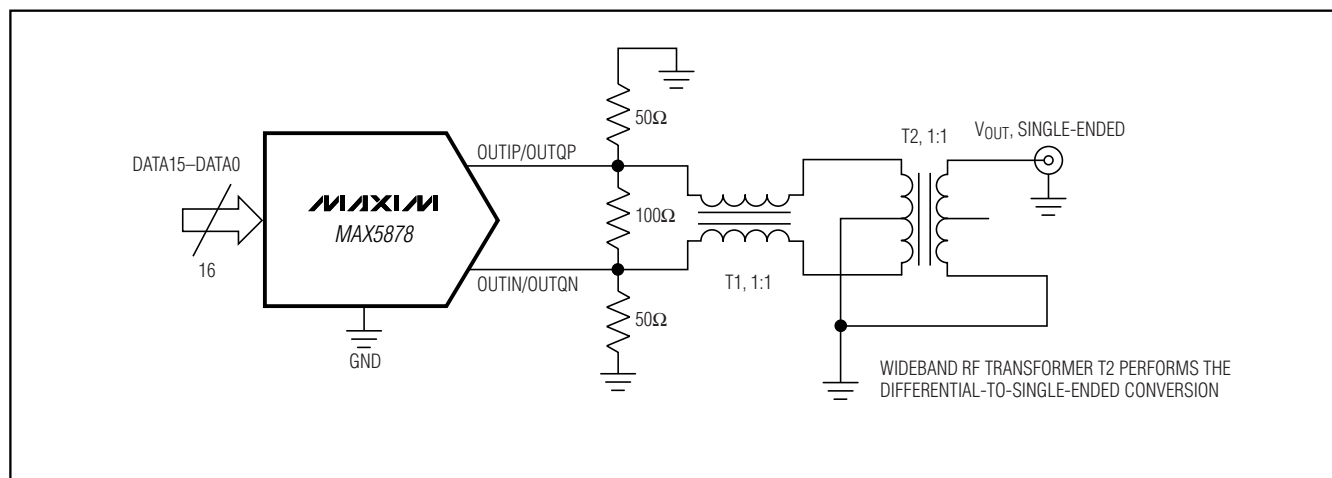 50Ω
T2, 1:1
VOUT, SINGLE-ENDED
DATA15–DATA0
OUTIP/OUTQP
MAXIM
MAX5878
100Ω
16
OUTIN/OUTQN
T1, 1:1
50Ω
GND
WIDEBAND RF TRANSFORMER T2 PERFORMS THE
DIFFERENTIAL-TO-SINGLE-ENDED CONVERSION